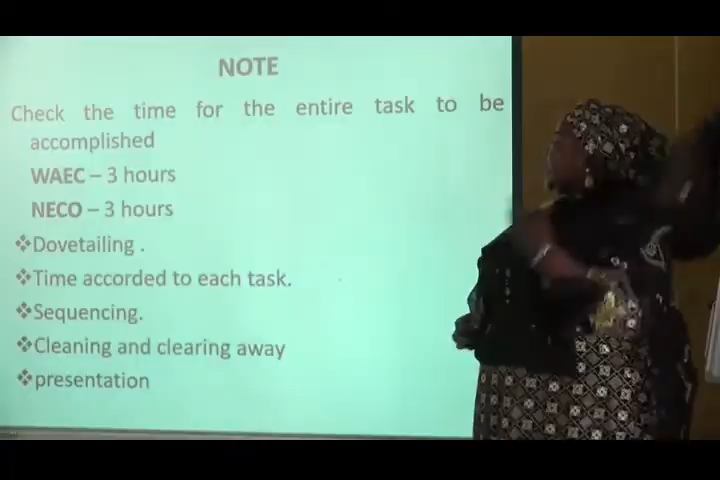 NOTE
Check the time for the entire task to be
accomplished
WAEC – 3 hours
NECO – 3 hours
❖Dovetailing .
❖Time accorded to each task.
❖Sequencing.
❖Cleaning and clearing away
❖presentation